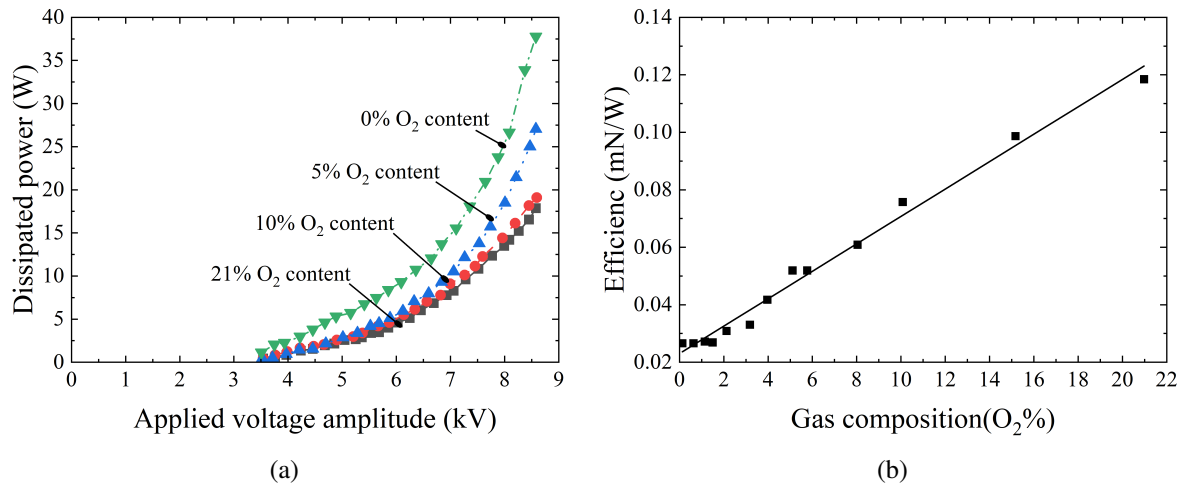 40
35
30
25
20
15
10
5
0
Dissipated power (W)
0% O₂ content
5% O₂ content
10% O₂ content
21% O₂ content
0 1 2 3 4 5 6 7 8 9
Applied voltage amplitude (kV)
(a)
0.14
0.12
0.10
0.08
0.06
0.04
0.02
Efficienc (mN/W)
0 2 4 6 8 10 12 14 16 18 20 22
Gas composition(O₂%)
(b)